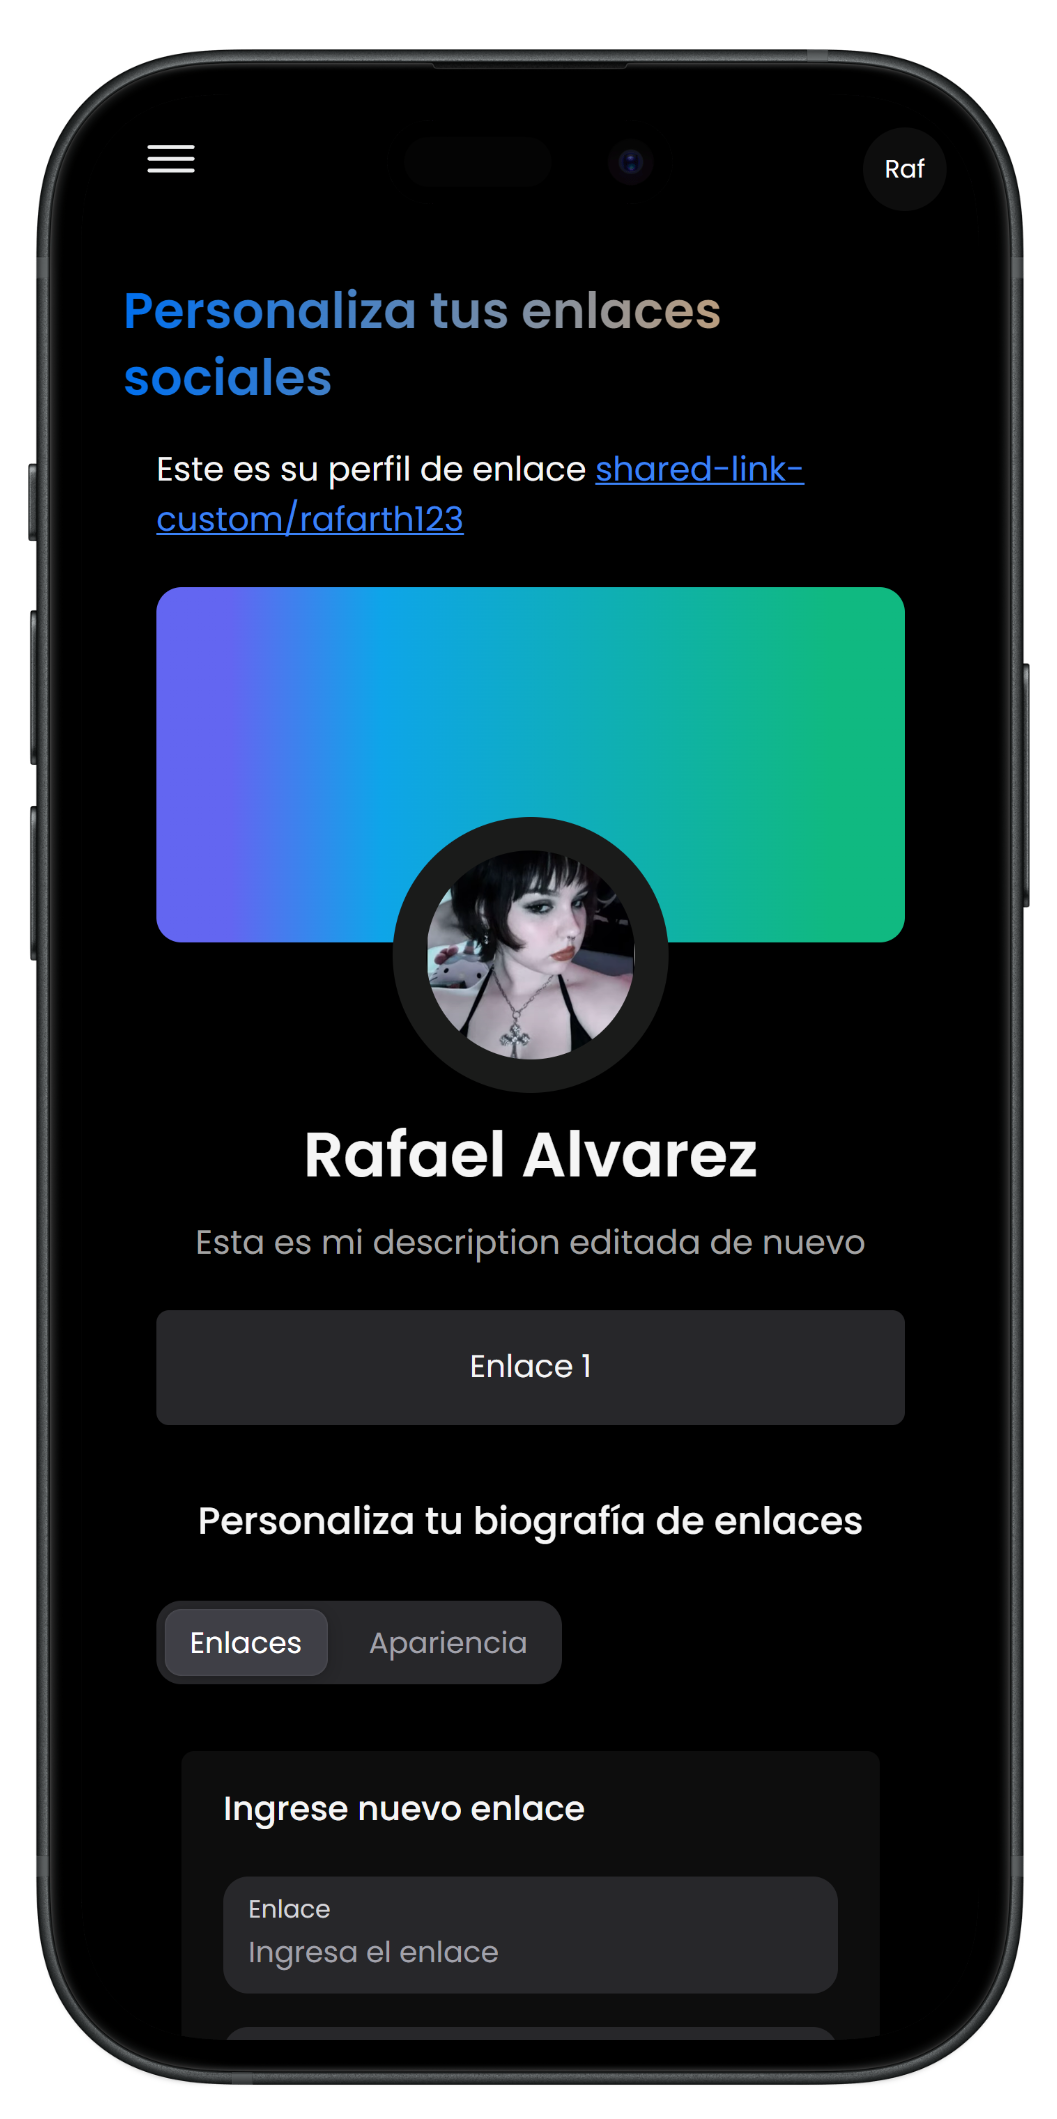 Raf
Personaliza tus enlaces
sociales
Este es su perfil de enlace shared-link-
custom/rafarth123
Rafael Alvarez
Esta es mi description editada de nuevo
Enlace 1
Personaliza tu biografía de enlaces
Enlaces Apariencia
Ingrese nuevo enlace
Enlace
Ingresa el enlace